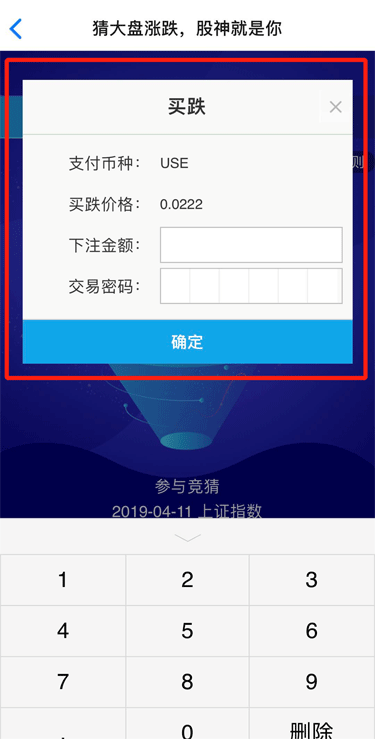 猜大盘涨跌，股神就是你
买跌
支付币种： USE
则
买跌价格： 0.0222
下注金额：
交易密码：
确定
参与竞猜
2019-04-11 上证指数
1 2 3
4 5 6
7 8 9
. 0 删除